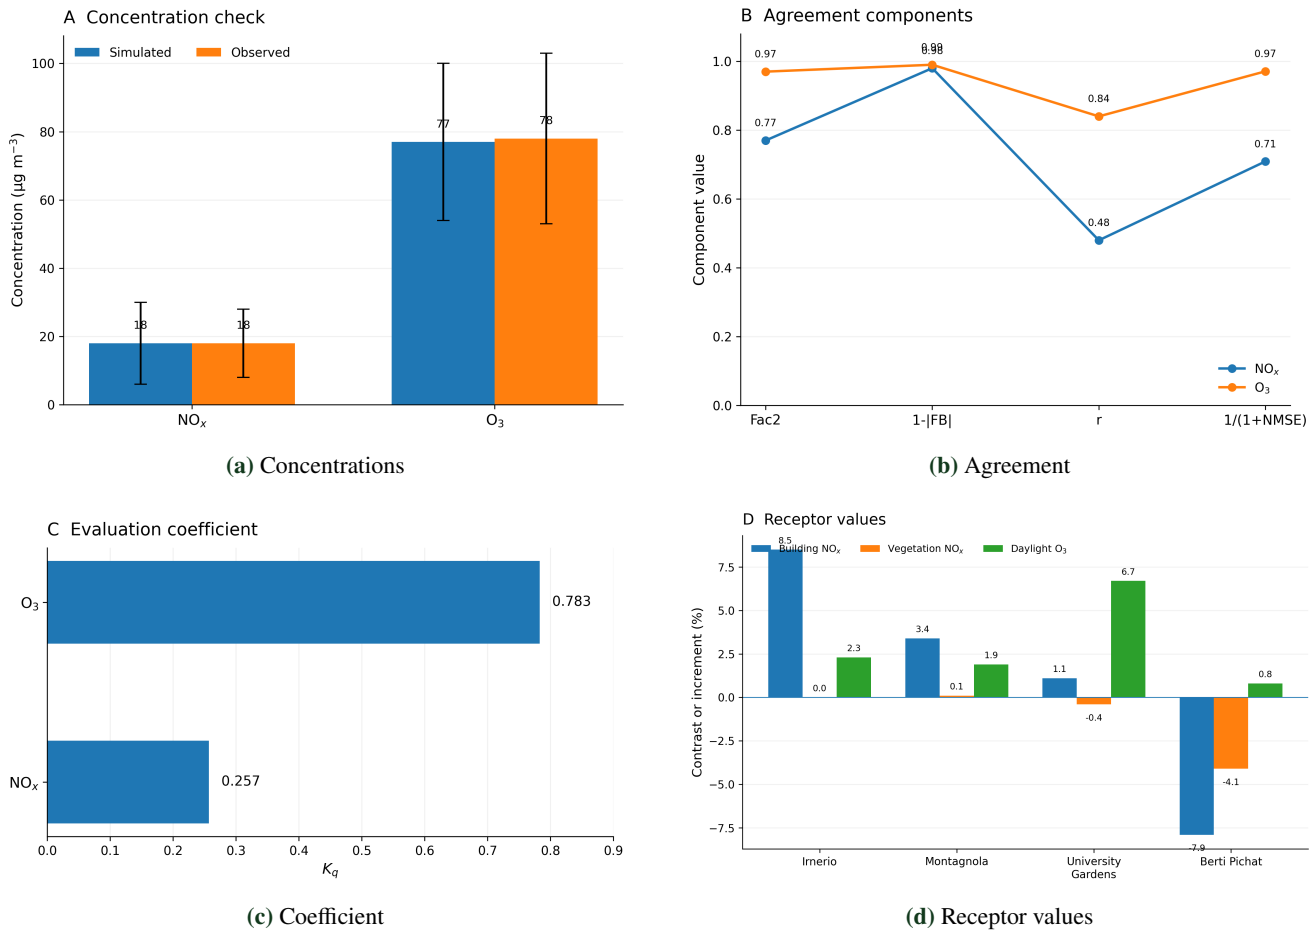 A Concentration check
Simulated Observed
100
80
60
40
20
0
Concentration (µg m⁻³)
18
18
77
78
NOₓ O₃
(a) Concentrations
B Agreement components
1.0
0.8
0.6
0.4
0.2
0.0
Component value
0.97
0.99
0.98
0.84
0.97
0.77
0.48
0.71
NOₓ
O₃
Fac2 1-|FB| r 1/(1+NMSE)
(b) Agreement
C Evaluation coefficient
O₃
0.783
NOₓ
0.257
0.0 0.1 0.2 0.3 0.4 0.5 0.6 0.7 0.8 0.9
K_q
(c) Coefficient
D Receptor values
Building NOₓ Vegetation NOₓ Daylight O₃
7.5
5.0
2.5
0.0
−2.5
−5.0
−7.5
Contrast or increment (%)
8.5
0.0
2.3
3.4
0.1
1.9
1.1
-0.4
6.7
-7.9
-4.1
0.8
Irnerio Montagnola University Gardens Berti Pichat
(d) Receptor values